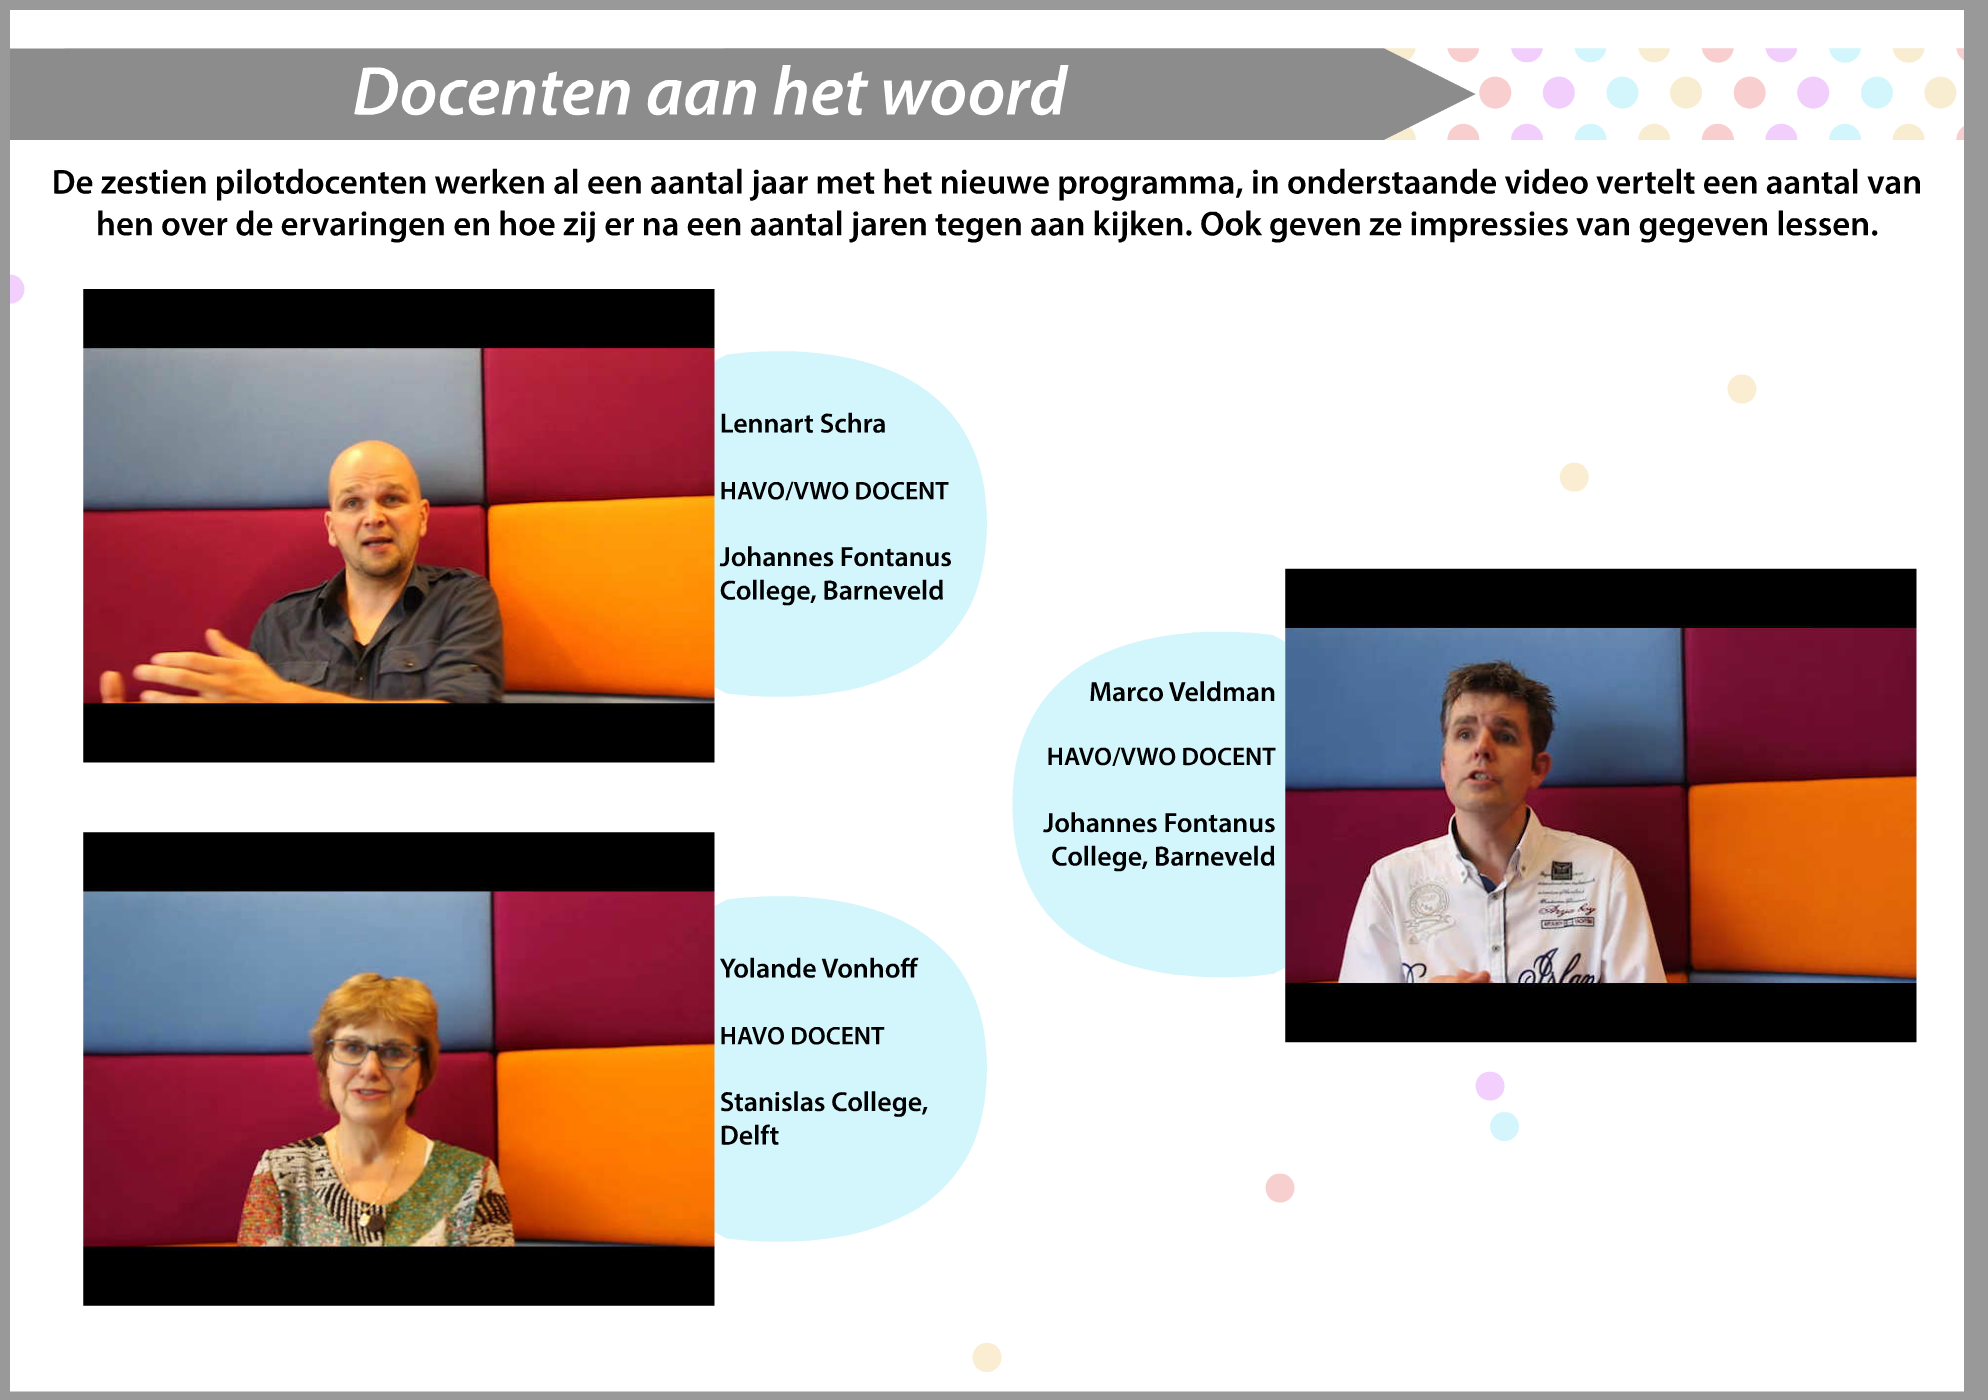 Docenten aan het woord
De zestien pilotdocenten werken al een aantal jaar met het nieuwe programma, in onderstaande video vertelt een aantal van
hen over de ervaringen en hoe zij er na een aantal jaren tegen aan kijken. Ook geven ze impressies van gegeven lessen.
Lennart Schra
HAVO/VWO DOCENT
Johannes Fontanus
College, Barneveld
Marco Veldman
HAVO/VWO DOCENT
Johannes Fontanus
College, Barneveld
Yolande Vonhoff
HAVO DOCENT
Stanislas College,
Delft